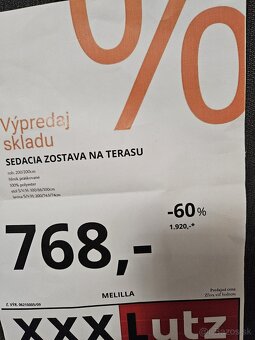 %
Výpredaj
skladu
SEDACIA ZOSTAVA NA TERASU
100% polyester
-60%
1.920,-*
768,-
MELILLA
XXXLutz